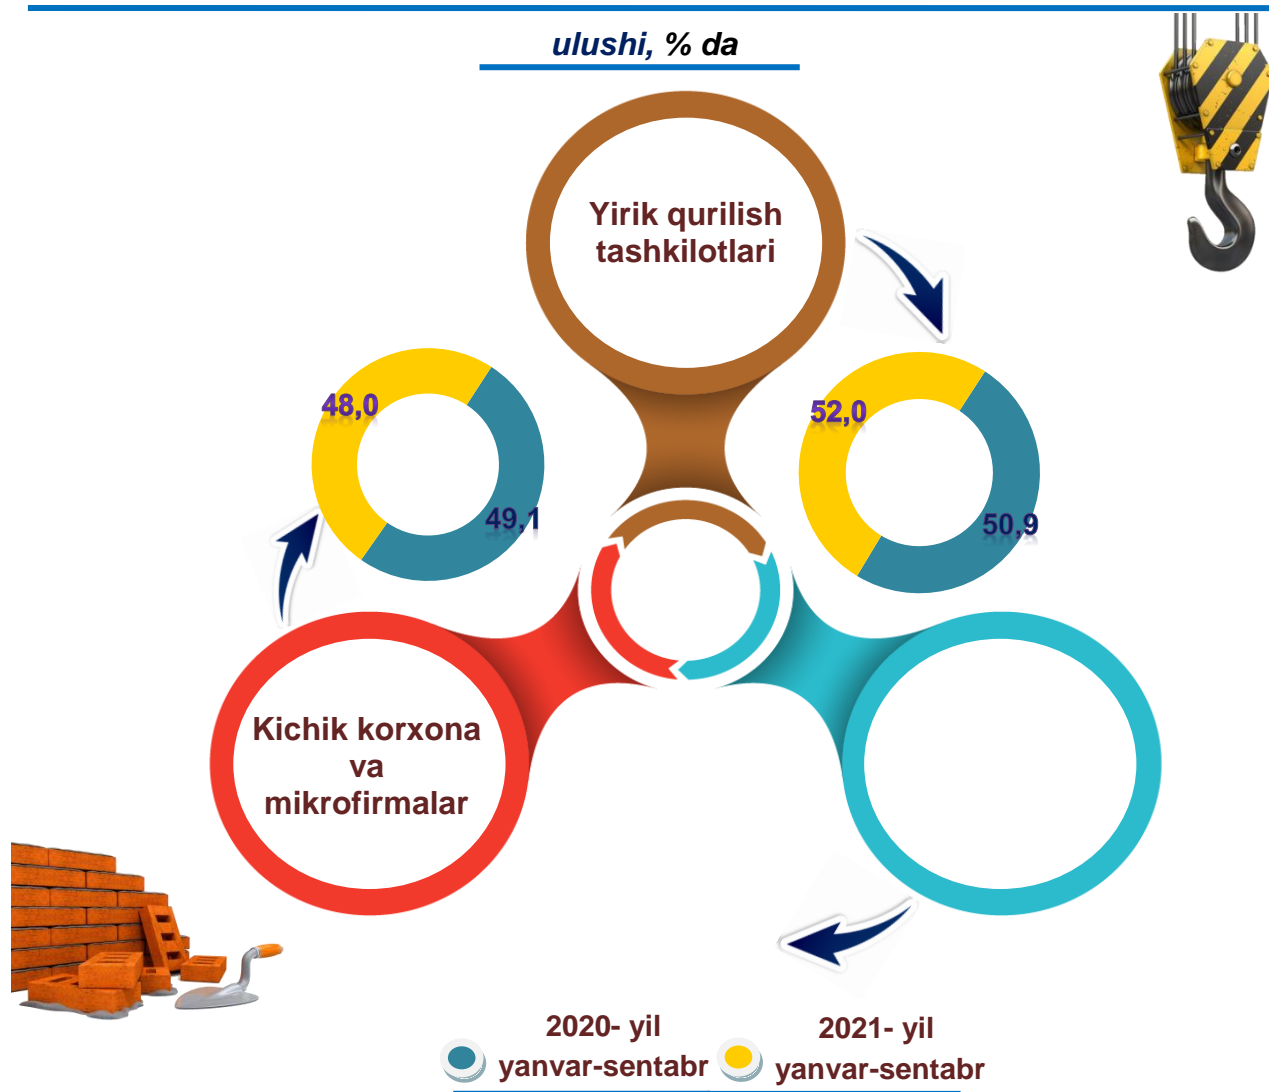 ulushi, % da
Yirik qurilish
tashkilotlari
48,0
49,1
52,0
50,9
Kichik korxona
va
mikrofirmalar
2020- yil
yanvar-sentabr
2021- yil
yanvar-sentabr